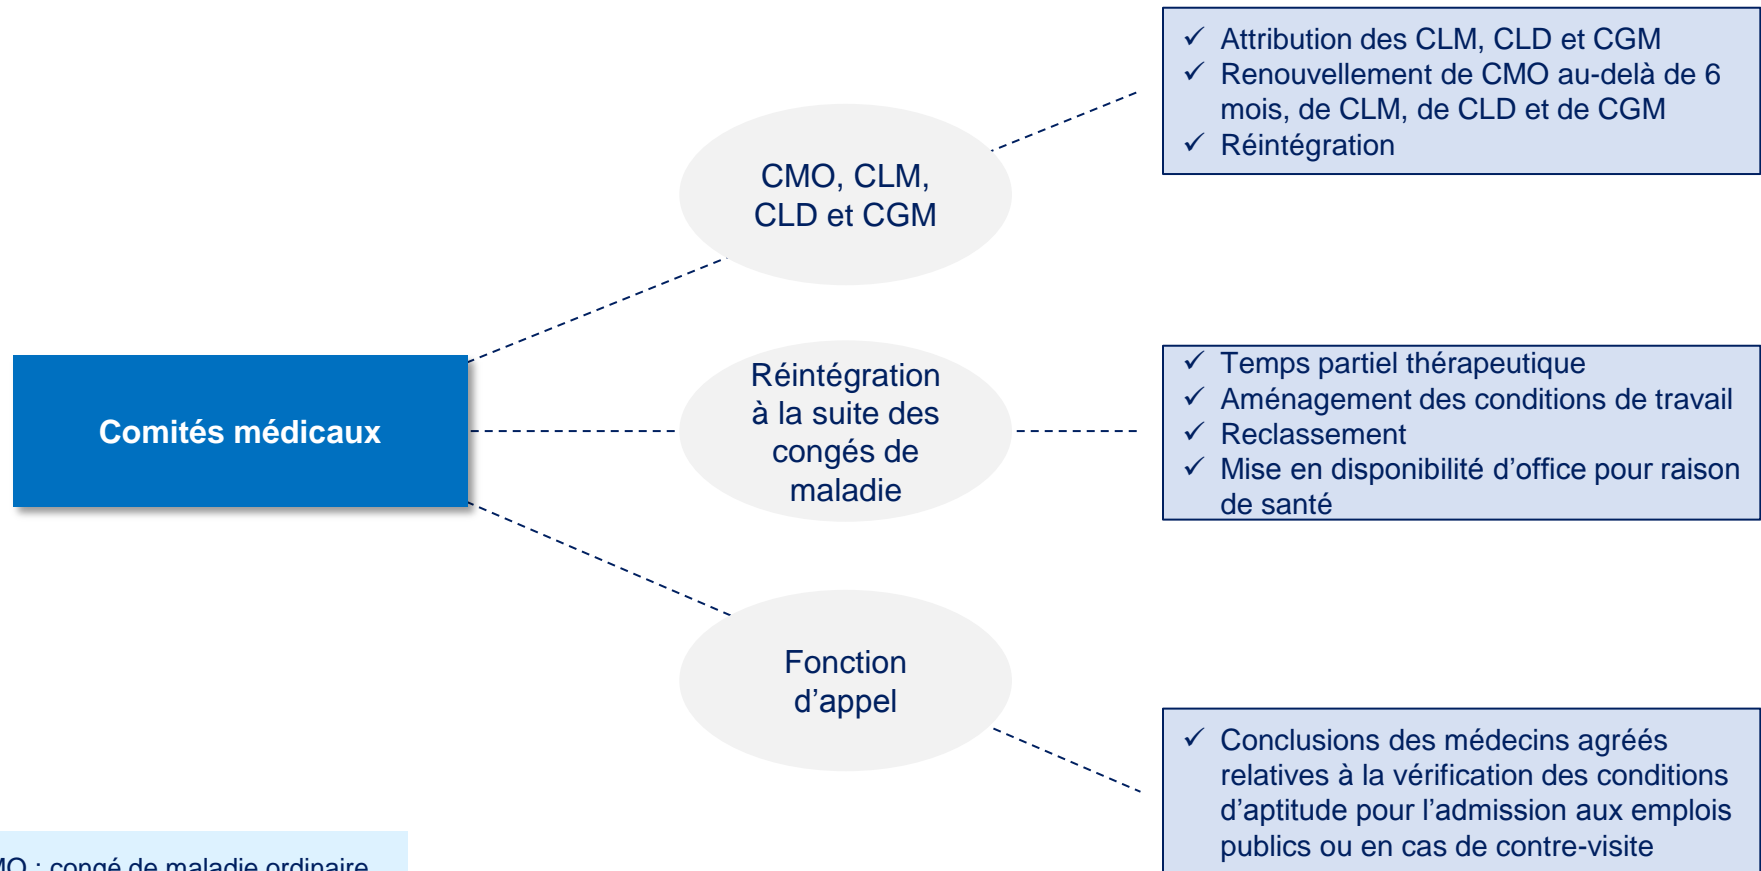 ✓ Attribution des CLM, CLD et CGM
✓ Renouvellement de CMO au-delà de 6
mois, de CLM, de CLD et de CGM
✓ Réintégration
CMO, CLM,
CLD et CGM
Comités médicaux
Réintégration
à la suite des
congés de
maladie
✓ Temps partiel thérapeutique
✓ Aménagement des conditions de travail
✓ Reclassement
✓ Mise en disponibilité d’office pour raison
de santé
Fonction
d’appel
✓ Conclusions des médecins agréés
relatives à la vérification des conditions
d’aptitude pour l’admission aux emplois
publics ou en cas de contre-visite
: congé de maladie ordinaire